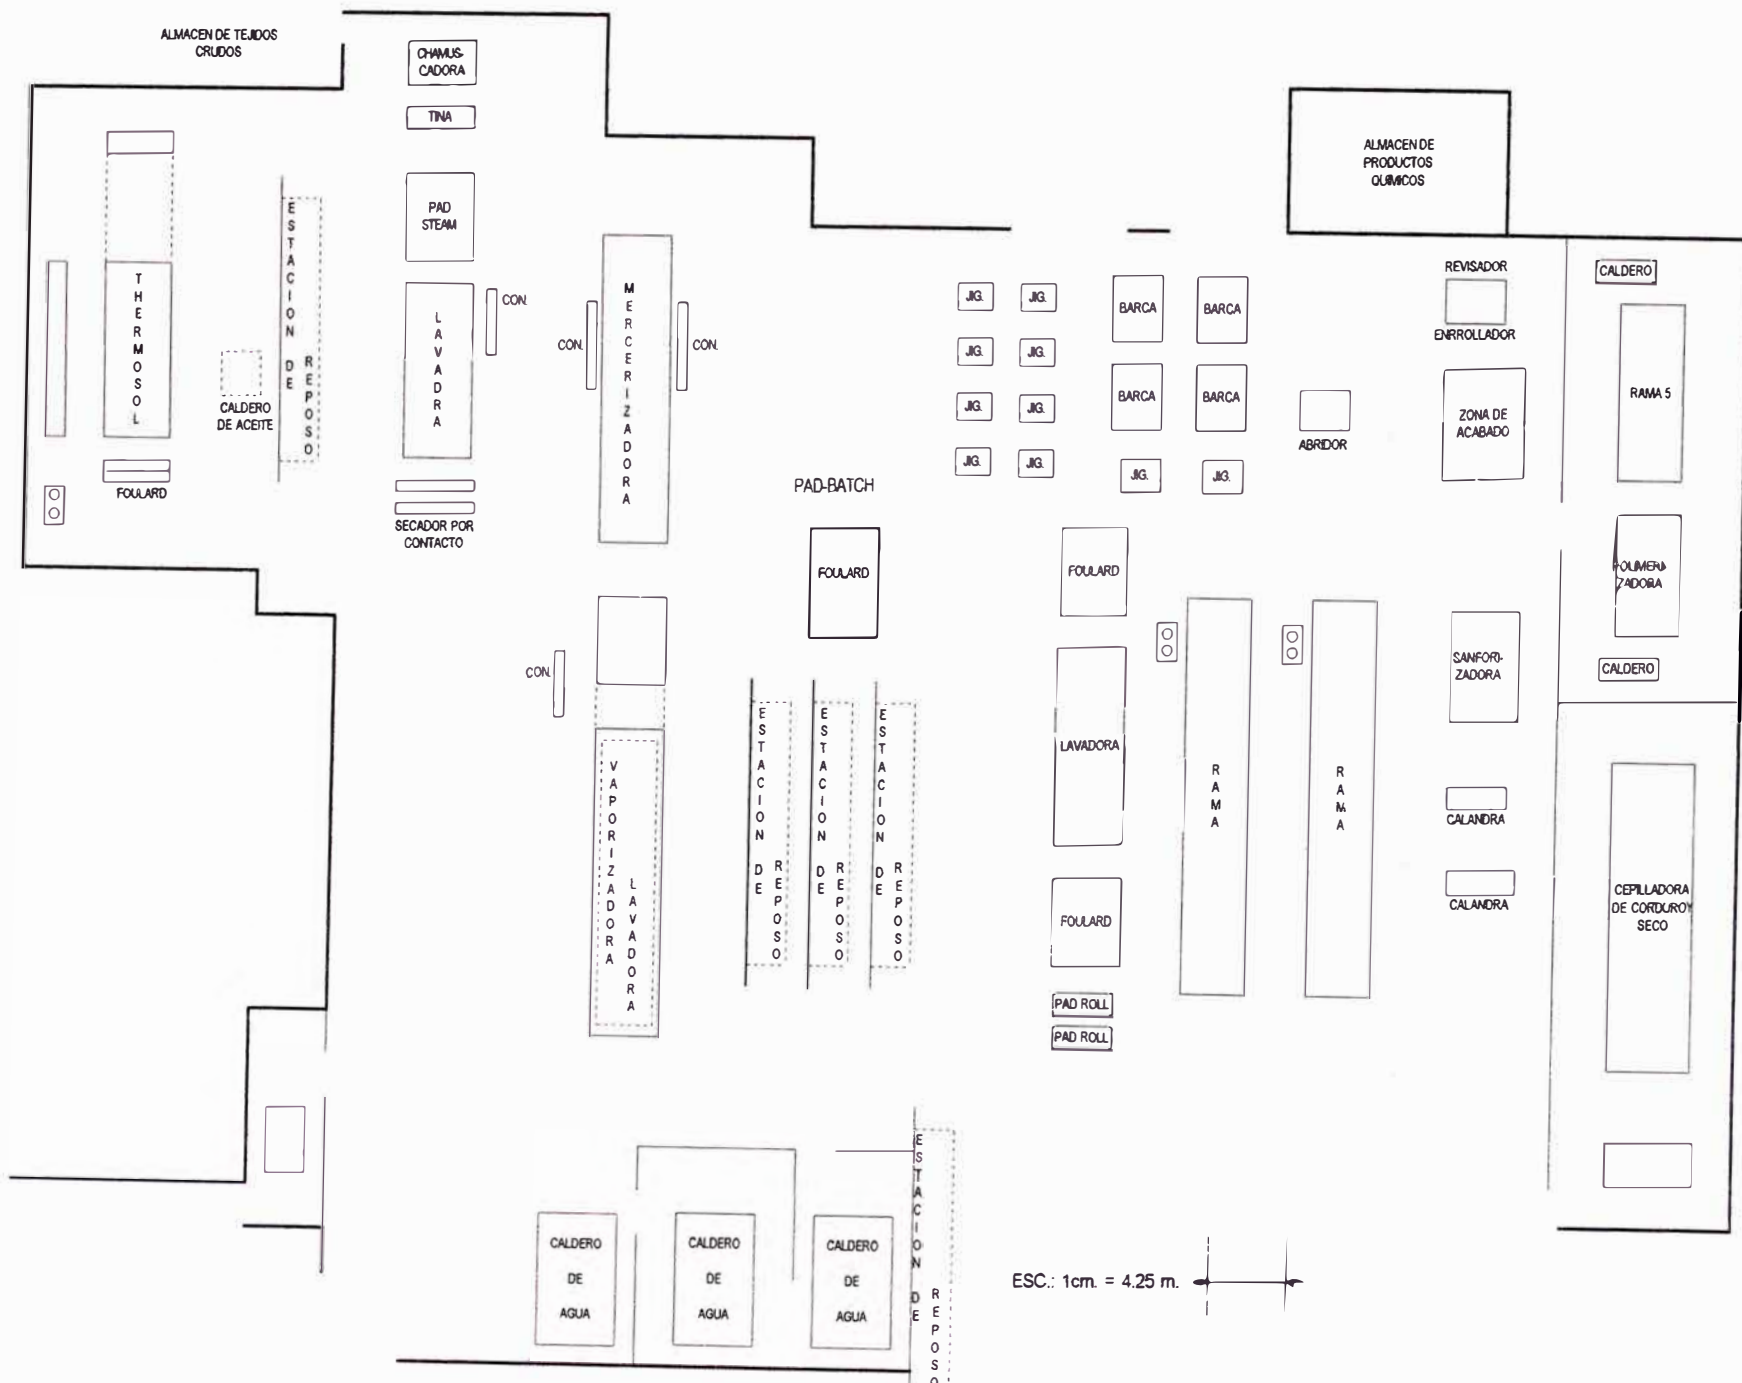 ALMACEN DE TEJIDOS
CRUDOS
CHAMUS-
CADORA
TINA
PAD
STEAM
ALMACEN DE
PRODUCTOS
QUIMICOS
THERMOSOL
FOULARD
ESTACION DE
REPOSO
CALDERO
DE ACEITE
LAVADRA
CON.
SECADOR POR
CONTACTO
CON.
MERCERIZADORA
CON.
JIG.
JIG.
JIG.
JIG.
JIG.
JIG.
JIG.
JIG.
BARCA
BARCA
BARCA
BARCA
JIG.
JIG.
ABRIDOR
REVISADOR
ENRROLLADOR
ZONA DE
ACABADO
CALDERO
RAMA 5
POLIMERI
ZADORA
CALDERO
PAD-BATCH
FOULARD
FOULARD
CON.
VAPORIZADORA
LAVADORA
ESTACION DE
REPOSO
ESTACION DE
REPOSO
ESTACION DE
REPOSO
LAVADORA
FOULARD
PAD ROLL
PAD ROLL
RAMA
RAMA
SANFORI-
ZADORA
CALANDRA
CALANDRA
CEPILLADORA
DE CORDUROY
SECO
CALDERO
DE
AGUA
CALDERO
DE
AGUA
CALDERO
DE
AGUA
ESTACION DE
REPOSO
ESC.: 1cm. = 4.25 m.